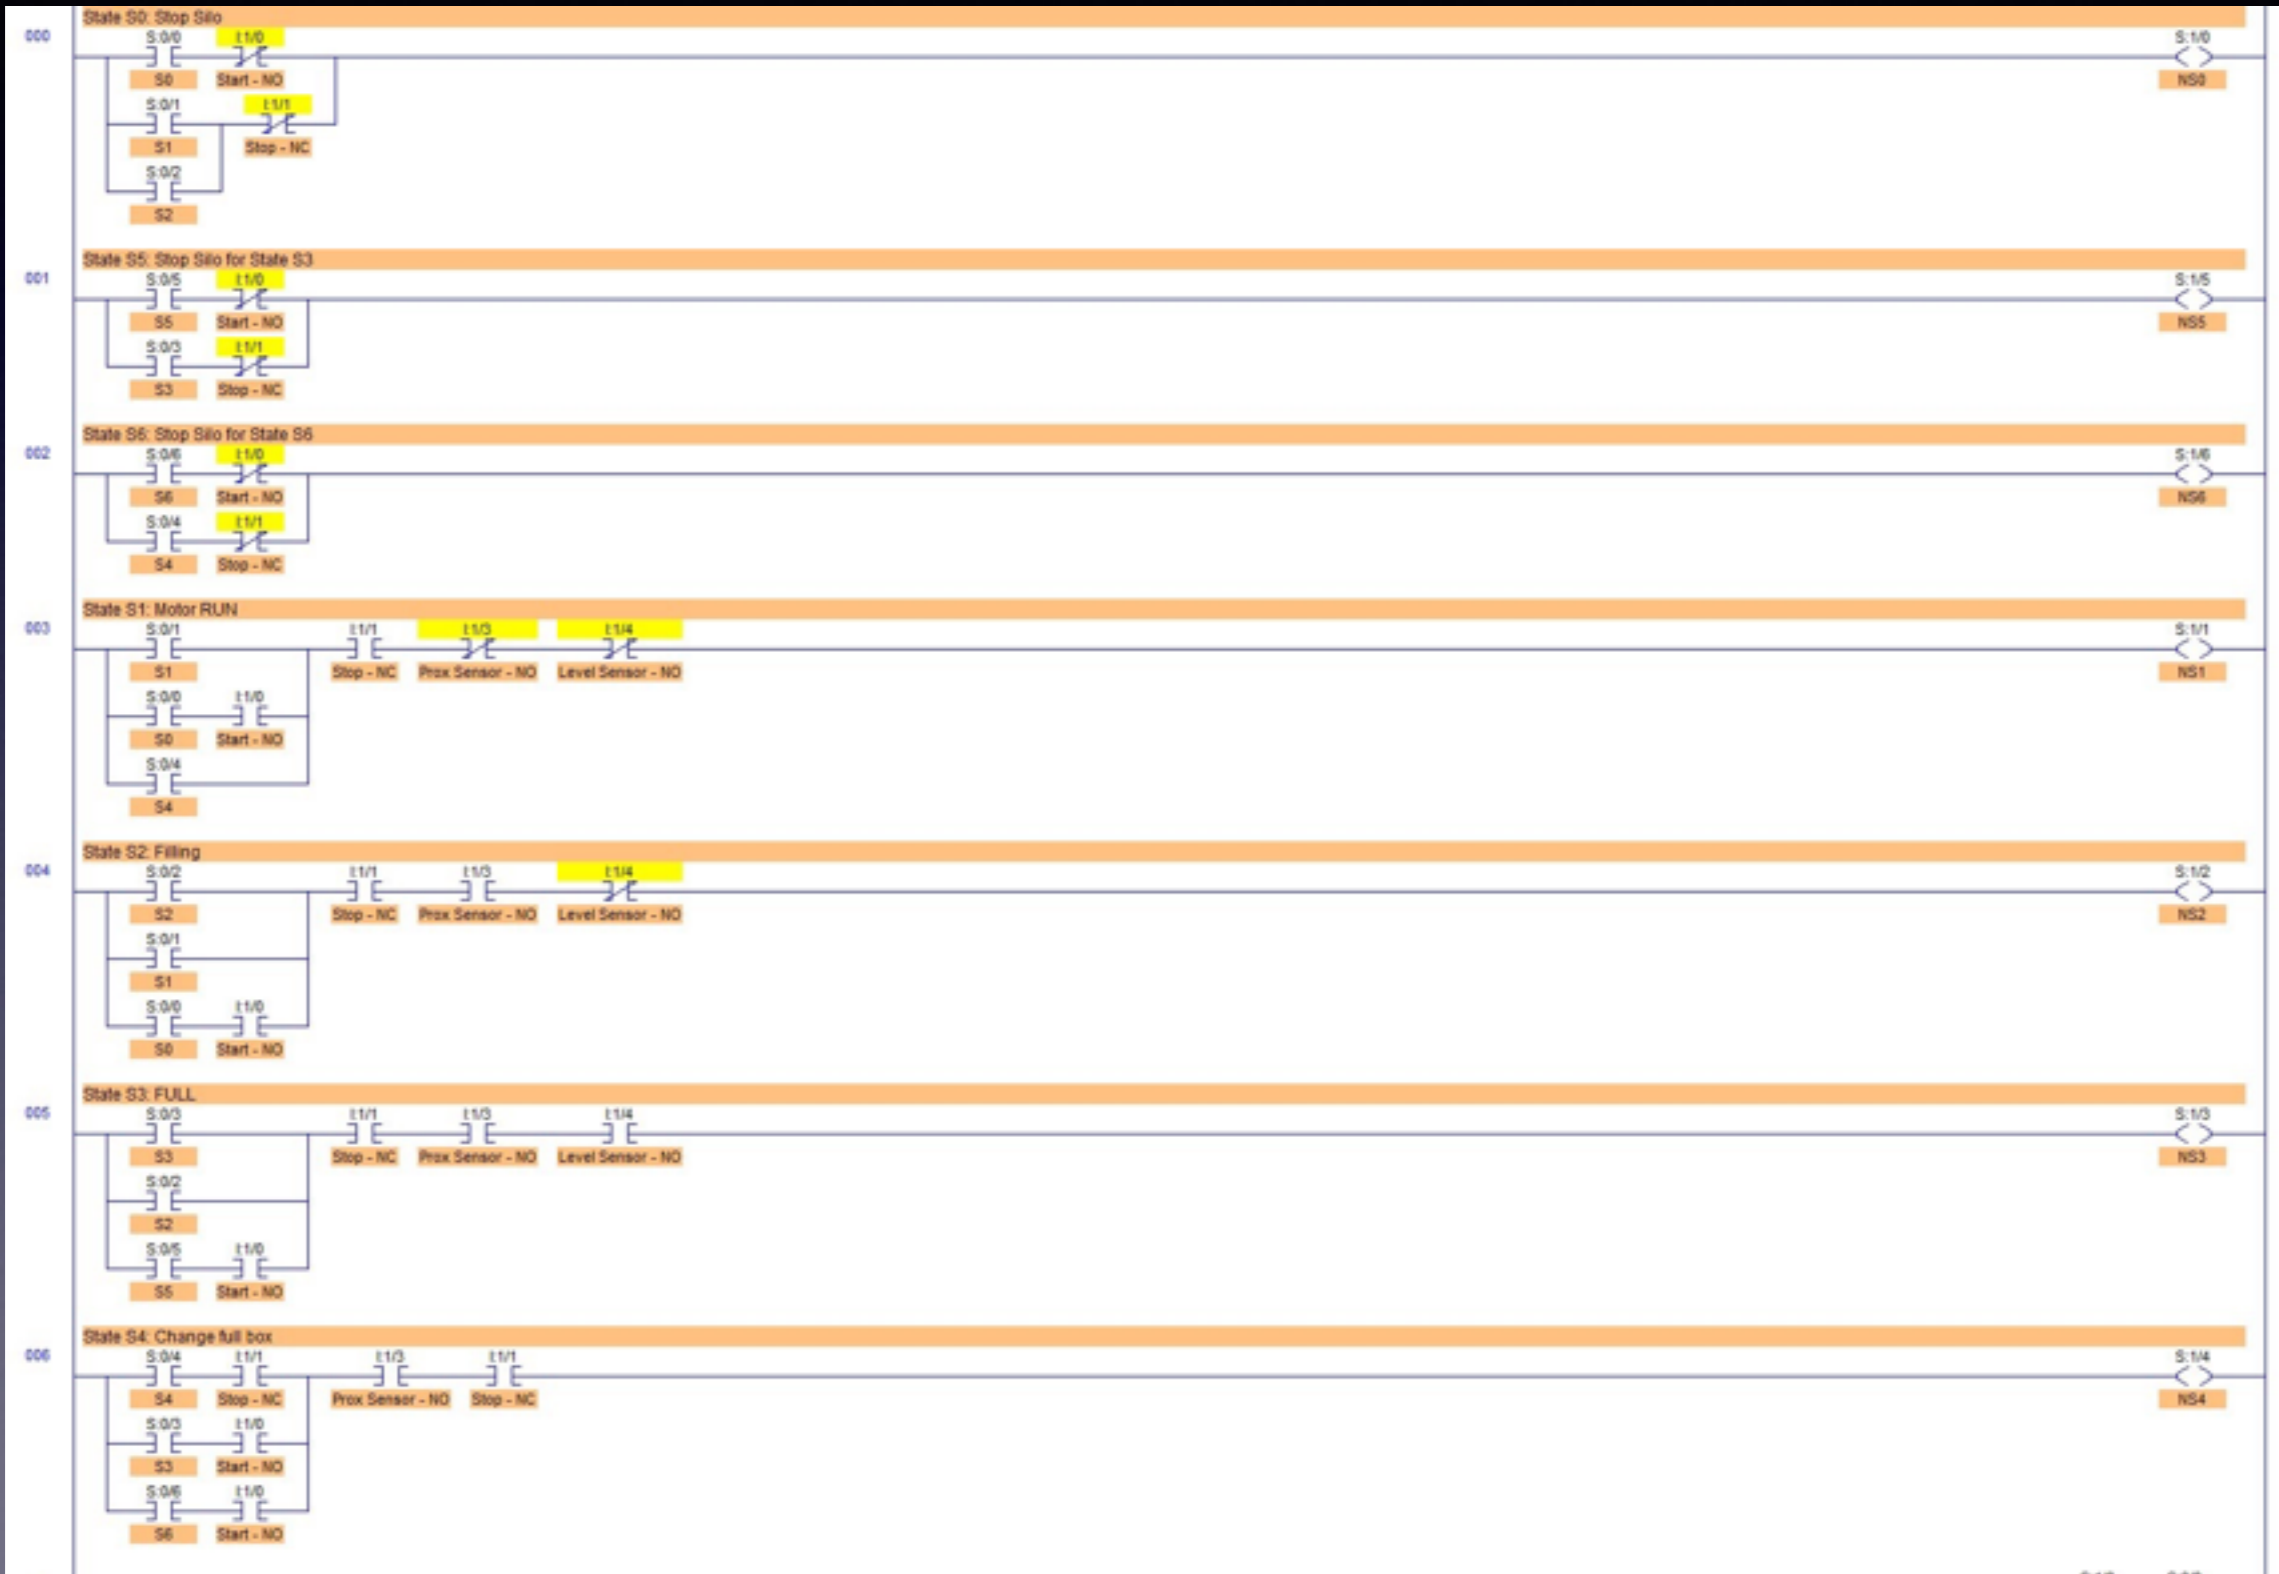 State S0: Stop Silo
000
S:0/0 I:1/0 S:1/0
S0 Start - NO NS0
S:0/1 I:1/1
S1 Stop - NC
S:0/2
S2
State S5: Stop Silo for State S3
001
S:0/5 I:1/0 S:1/5
S5 Start - NO NS5
S:0/3 I:1/1
S3 Stop - NC
State S6: Stop Silo for State S6
002
S:0/6 I:1/0 S:1/6
S6 Start - NO NS6
S:0/4 I:1/1
S4 Stop - NC
State S1: Motor RUN
003
S:0/1 I:1/1 I:1/3 I:1/4 S:1/1
S1 Stop - NC Prox Sensor - NO Level Sensor - NO NS1
S:0/0 I:1/0
S0 Start - NO
S:0/4
S4
State S2: Filling
004
S:0/2 I:1/1 I:1/3 I:1/4 S:1/2
S2 Stop - NC Prox Sensor - NO Level Sensor - NO NS2
S:0/1
S1
S:0/0 I:1/0
S0 Start - NO
State S3: FULL
005
S:0/3 I:1/1 I:1/3 I:1/4 S:1/3
S3 Stop - NC Prox Sensor - NO Level Sensor - NO NS3
S:0/2
S2
S:0/5 I:1/0
S5 Start - NO
State S4: Change full box
006
S:0/4 I:1/1 I:1/3 I:1/1 S:1/4
S4 Stop - NC Prox Sensor - NO Stop - NC NS4
S:0/3 I:1/0
S3 Start - NO
S:0/6 I:1/0
S6 Start - NO